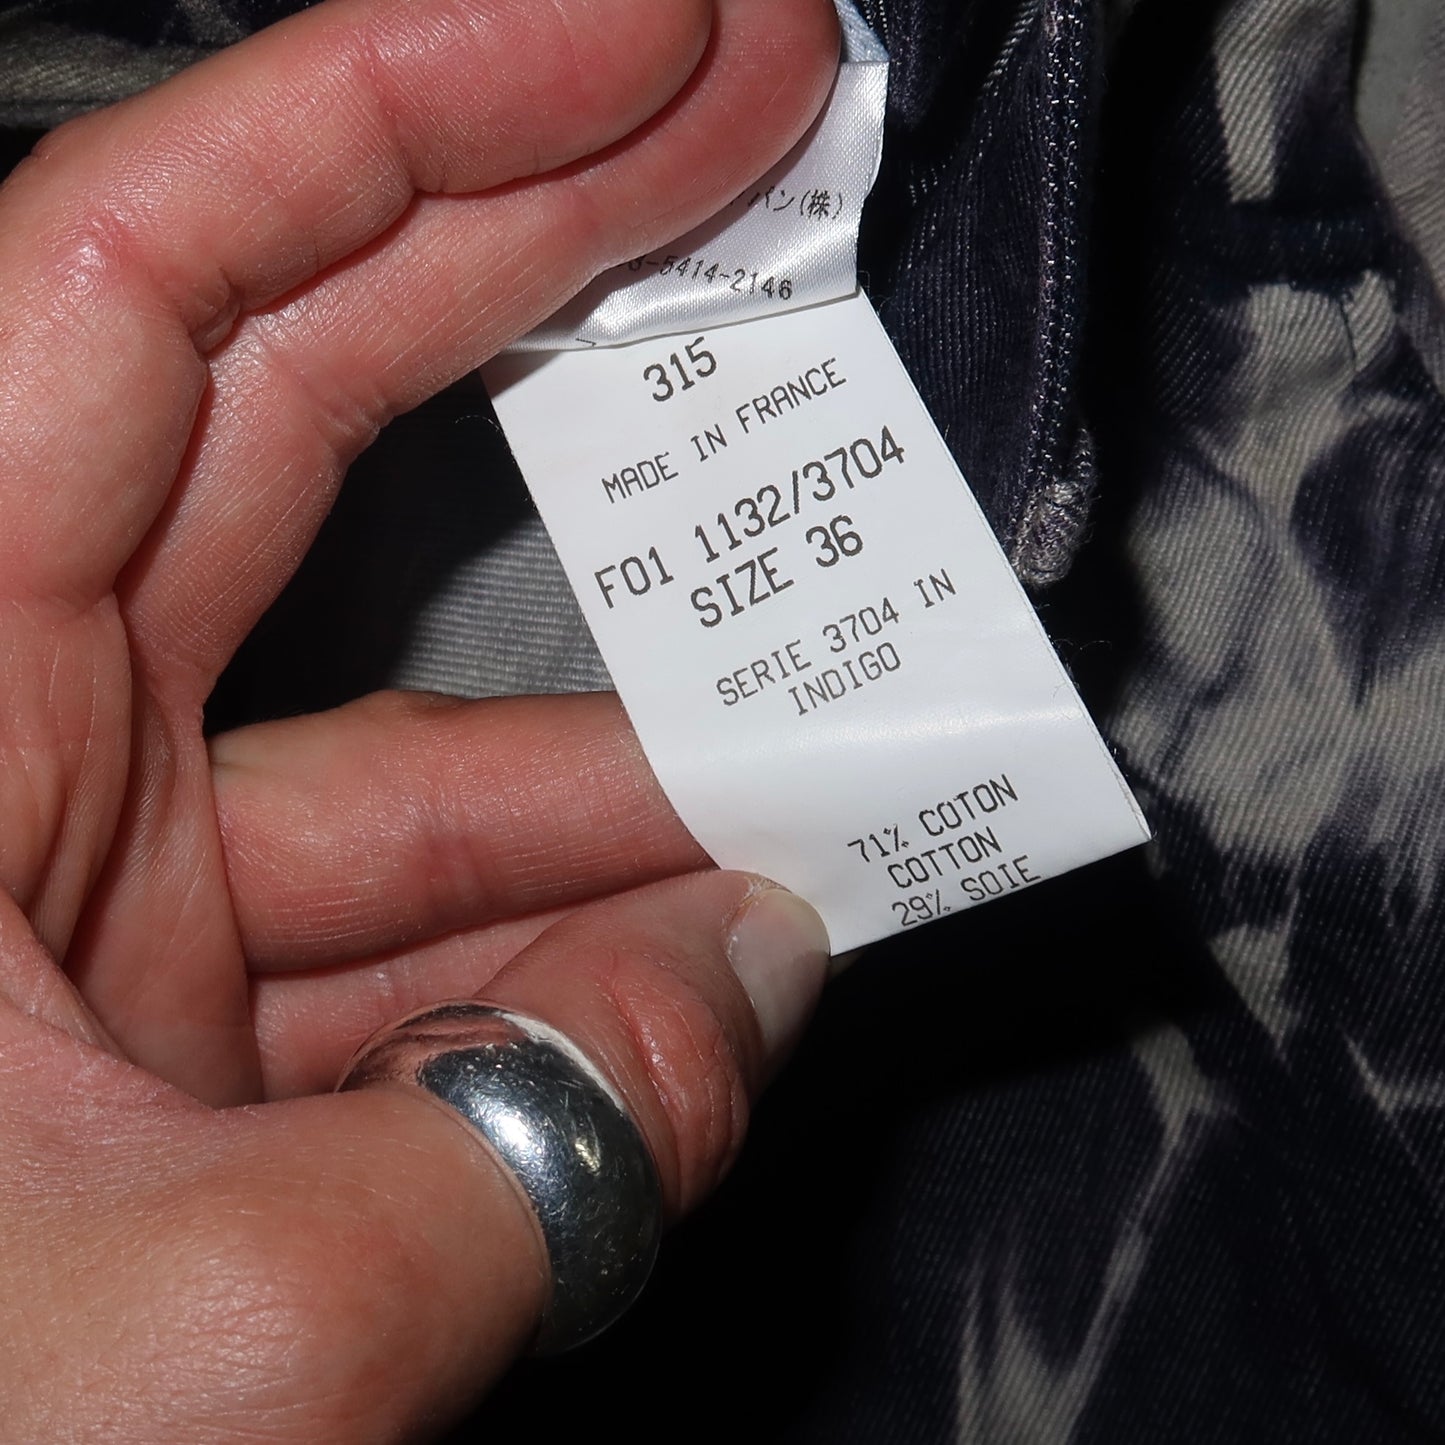 パン(株)
-5414-2146
315
MADE IN FRANCE
F01 1132/3704
SIZE 36
SERIE 3704 IN
INDIGO
71% COTON
COTTON
29% SOIE